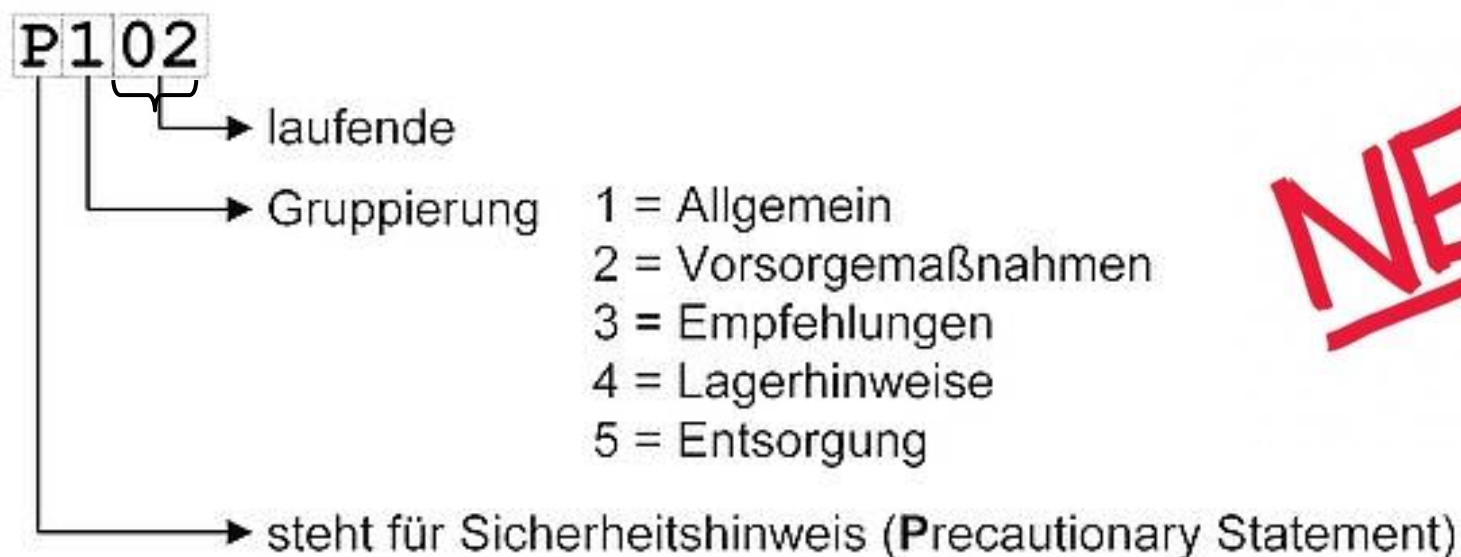 P102
laufende
Gruppierung 1 = Allgemein
2 = Vorsorgemaßnahmen
3 = Empfehlungen
4 = Lagerhinweise
5 = Entsorgung
steht für Sicherheitshinweis (Precautionary Statement)